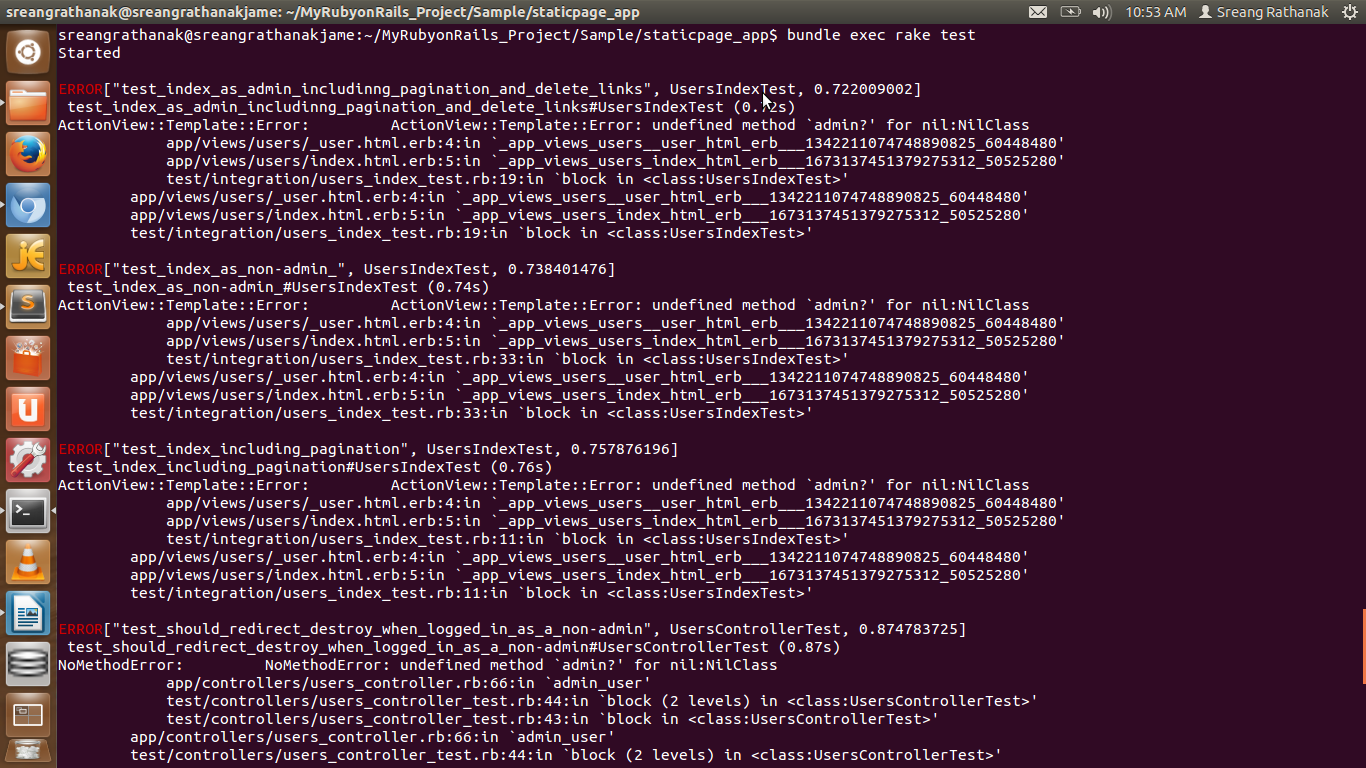 sreangrathanak@sreangrathanakjame: ~/MyRubyonRails_Project/Sample/staticpage_app
10:53 AM
Sreang Rathanak
sreangrathanak@sreangrathanakjame:~/MyRubyonRails_Project/Sample/staticpage_app$ bundle exec rake test
Started
ERROR["test_index_as_admin_includinng_pagination_and_delete_links", UsersIndexTest, 0.722009002]
test_index_as_admin_includinng_pagination_and_delete_links#UsersIndexTest (0.72s)
ActionView::Template::Error:         ActionView::Template::Error: undefined method `admin?' for nil:NilClass
app/views/users/_user.html.erb:4:in `_app_views_users__user_html_erb___1342211074748890825_60448480'
app/views/users/index.html.erb:5:in `_app_views_users_index_html_erb___1673137451379275312_50525280'
test/integration/users_index_test.rb:19:in `block in <class:UsersIndexTest>'
app/views/users/_user.html.erb:4:in `_app_views_users__user_html_erb___1342211074748890825_60448480'
app/views/users/index.html.erb:5:in `_app_views_users_index_html_erb___1673137451379275312_50525280'
test/integration/users_index_test.rb:19:in `block in <class:UsersIndexTest>'
ERROR["test_index_as_non-admin_", UsersIndexTest, 0.738401476]
test_index_as_non-admin_#UsersIndexTest (0.74s)
ActionView::Template::Error:         ActionView::Template::Error: undefined method `admin?' for nil:NilClass
app/views/users/_user.html.erb:4:in `_app_views_users__user_html_erb___1342211074748890825_60448480'
app/views/users/index.html.erb:5:in `_app_views_users_index_html_erb___1673137451379275312_50525280'
test/integration/users_index_test.rb:33:in `block in <class:UsersIndexTest>'
app/views/users/_user.html.erb:4:in `_app_views_users__user_html_erb___1342211074748890825_60448480'
app/views/users/index.html.erb:5:in `_app_views_users_index_html_erb___1673137451379275312_50525280'
test/integration/users_index_test.rb:33:in `block in <class:UsersIndexTest>'
ERROR["test_index_including_pagination", UsersIndexTest, 0.757876196]
test_index_including_pagination#UsersIndexTest (0.76s)
ActionView::Template::Error:         ActionView::Template::Error: undefined method `admin?' for nil:NilClass
app/views/users/_user.html.erb:4:in `_app_views_users__user_html_erb___1342211074748890825_60448480'
app/views/users/index.html.erb:5:in `_app_views_users_index_html_erb___1673137451379275312_50525280'
test/integration/users_index_test.rb:11:in `block in <class:UsersIndexTest>'
app/views/users/_user.html.erb:4:in `_app_views_users__user_html_erb___1342211074748890825_60448480'
app/views/users/index.html.erb:5:in `_app_views_users_index_html_erb___1673137451379275312_50525280'
test/integration/users_index_test.rb:11:in `block in <class:UsersIndexTest>'
ERROR["test_should_redirect_destroy_when_logged_in_as_a_non-admin", UsersControllerTest, 0.874783725]
test_should_redirect_destroy_when_logged_in_as_a_non-admin#UsersControllerTest (0.87s)
NoMethodError:         NoMethodError: undefined method `admin?' for nil:NilClass
app/controllers/users_controller.rb:66:in `admin_user'
test/controllers/users_controller_test.rb:44:in `block (2 levels) in <class:UsersControllerTest>'
test/controllers/users_controller_test.rb:43:in `block in <class:UsersControllerTest>'
app/controllers/users_controller.rb:66:in `admin_user'
test/controllers/users_controller_test.rb:44:in `block (2 levels) in <class:UsersControllerTest>'